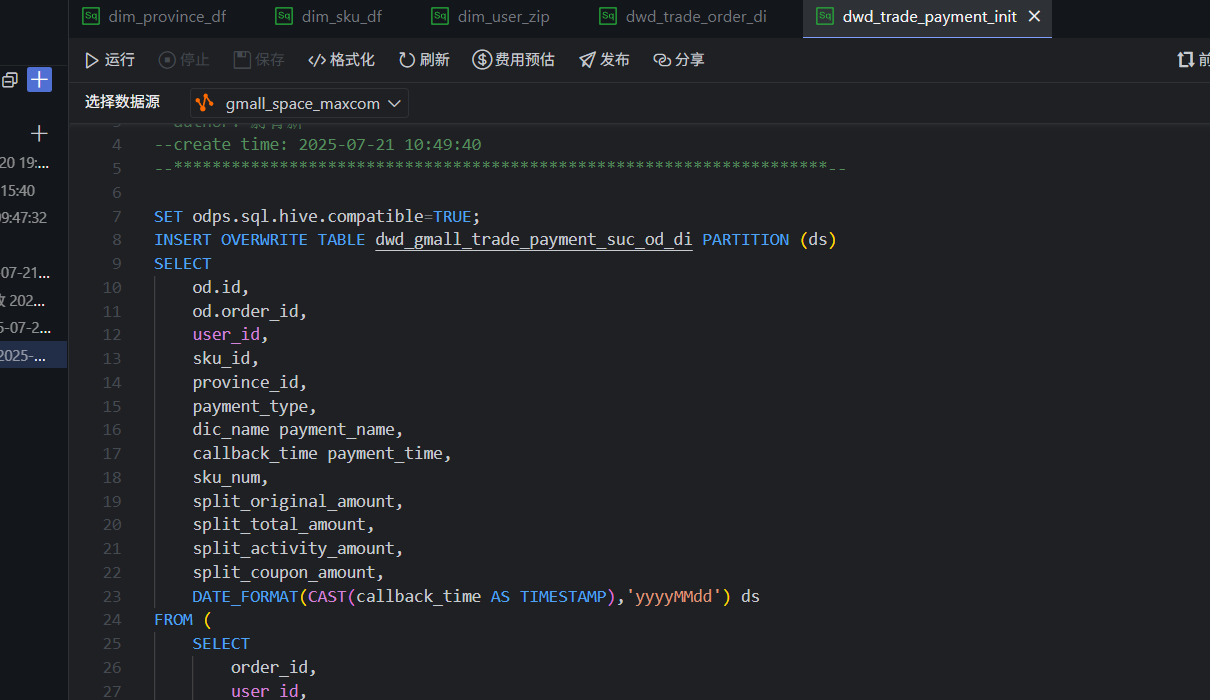 Sq dim_province_df Sq dim_sku_df Sq dim_user_zip Sq dwd_trade_order_di Sq dwd_trade_payment_init
运行 停止 保存 格式化 刷新 费用预估 发布 分享 前
选择数据源 gmall_space_maxcom
20 19:...
15:40
09:47:32
-07-21...
202...
5-07-2...
2025-...
4 --create time: 2025-07-21 10:49:40
5 --********************************************************************--
6
7 SET odps.sql.hive.compatible=TRUE;
8 INSERT OVERWRITE TABLE dwd_gmall_trade_payment_suc_od_di PARTITION (ds)
9 SELECT
10 od.id,
11 od.order_id,
12 user_id,
13 sku_id,
14 province_id,
15 payment_type,
16 dic_name payment_name,
17 callback_time payment_time,
18 sku_num,
19 split_original_amount,
20 split_total_amount,
21 split_activity_amount,
22 split_coupon_amount,
23 DATE_FORMAT(CAST(callback_time AS TIMESTAMP),'yyyyMMdd') ds
24 FROM (
25 SELECT
26 order_id,
27 user_id,